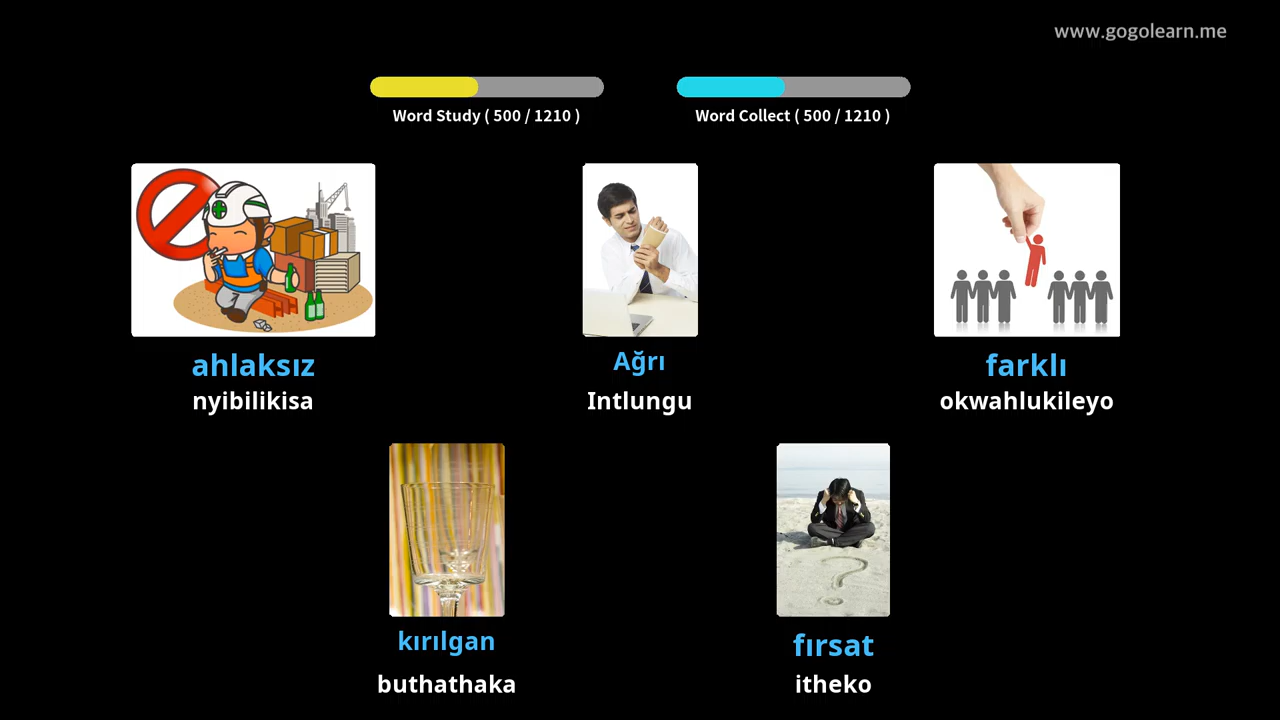 www.gogolearn.me
Word Study ( 500 / 1210 )
Word Collect ( 500 / 1210 )
ahlaksız
nyibilikisa
Ağrı
Intlungu
farklı
okwahlukileyo
kırılgan
buthathaka
fırsat
itheko